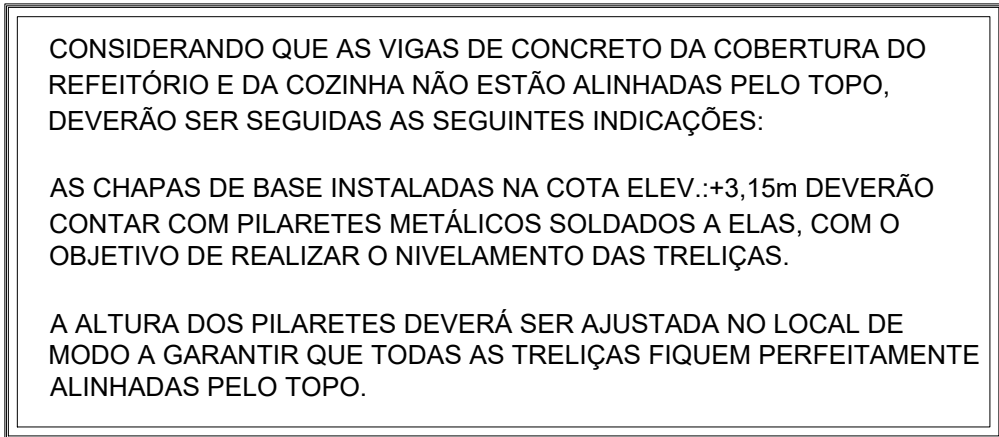 CONSIDERANDO QUE AS VIGAS DE CONCRETO DA COBERTURA DO
REFEITÓRIO E DA COZINHA NÃO ESTÃO ALINHADAS PELO TOPO,
DEVERÃO SER SEGUIDAS AS SEGUINTES INDICAÇÕES:
AS CHAPAS DE BASE INSTALADAS NA COTA ELEV.:+3,15m DEVERÃO
CONTAR COM PILARETES METÁLICOS SOLDADOS A ELAS, COM O
OBJETIVO DE REALIZAR O NIVELAMENTO DAS TRELIÇAS.
A ALTURA DOS PILARETES DEVERÁ SER AJUSTADA NO LOCAL DE
MODO A GARANTIR QUE TODAS AS TRELIÇAS FIQUEM PERFEITAMENTE
ALINHADAS PELO TOPO.